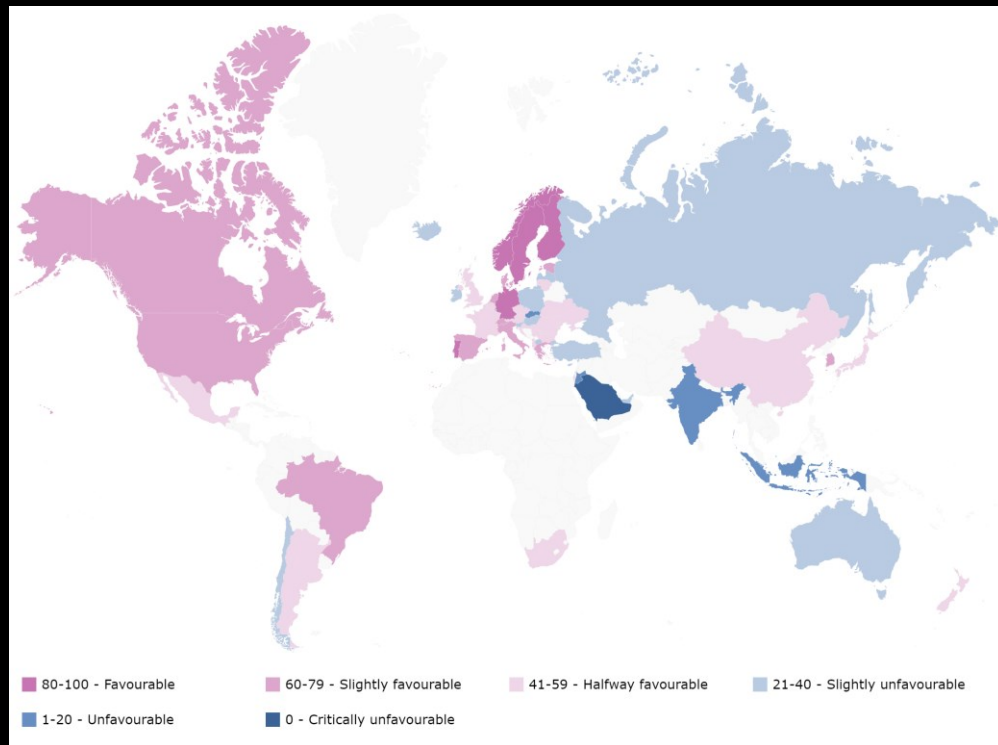 80-100 - Favourable
60-79 - Slightly favourable
41-59 - Halfway favourable
21-40 - Slightly unfavourable
1-20 - Unfavourable
0 - Critically unfavourable